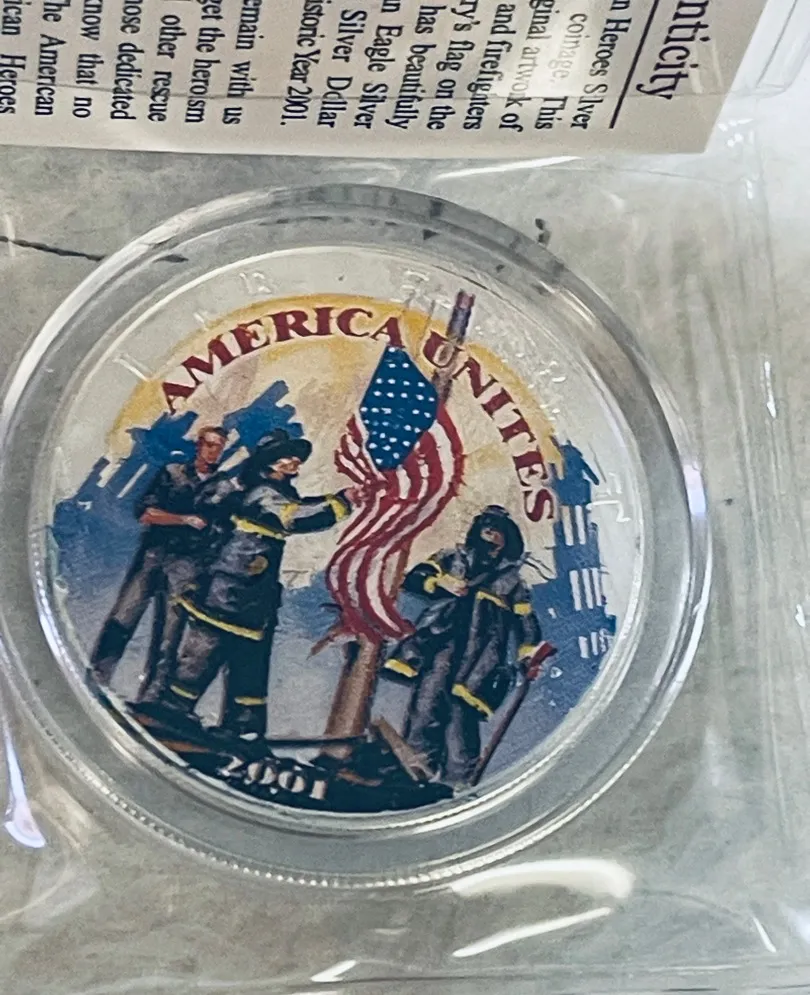 nticity
n Heroes Silver
coinage. This
ginal artwork of
and firefighters
ry's flag on the
has beautifully
n Eagle Silver
Silver Dollar
istoric Year 2001.
emain with us
get the heroism
other rescue
hose dedicated
know that no
The American
ican Heroes
AMERICA UNITES
2001